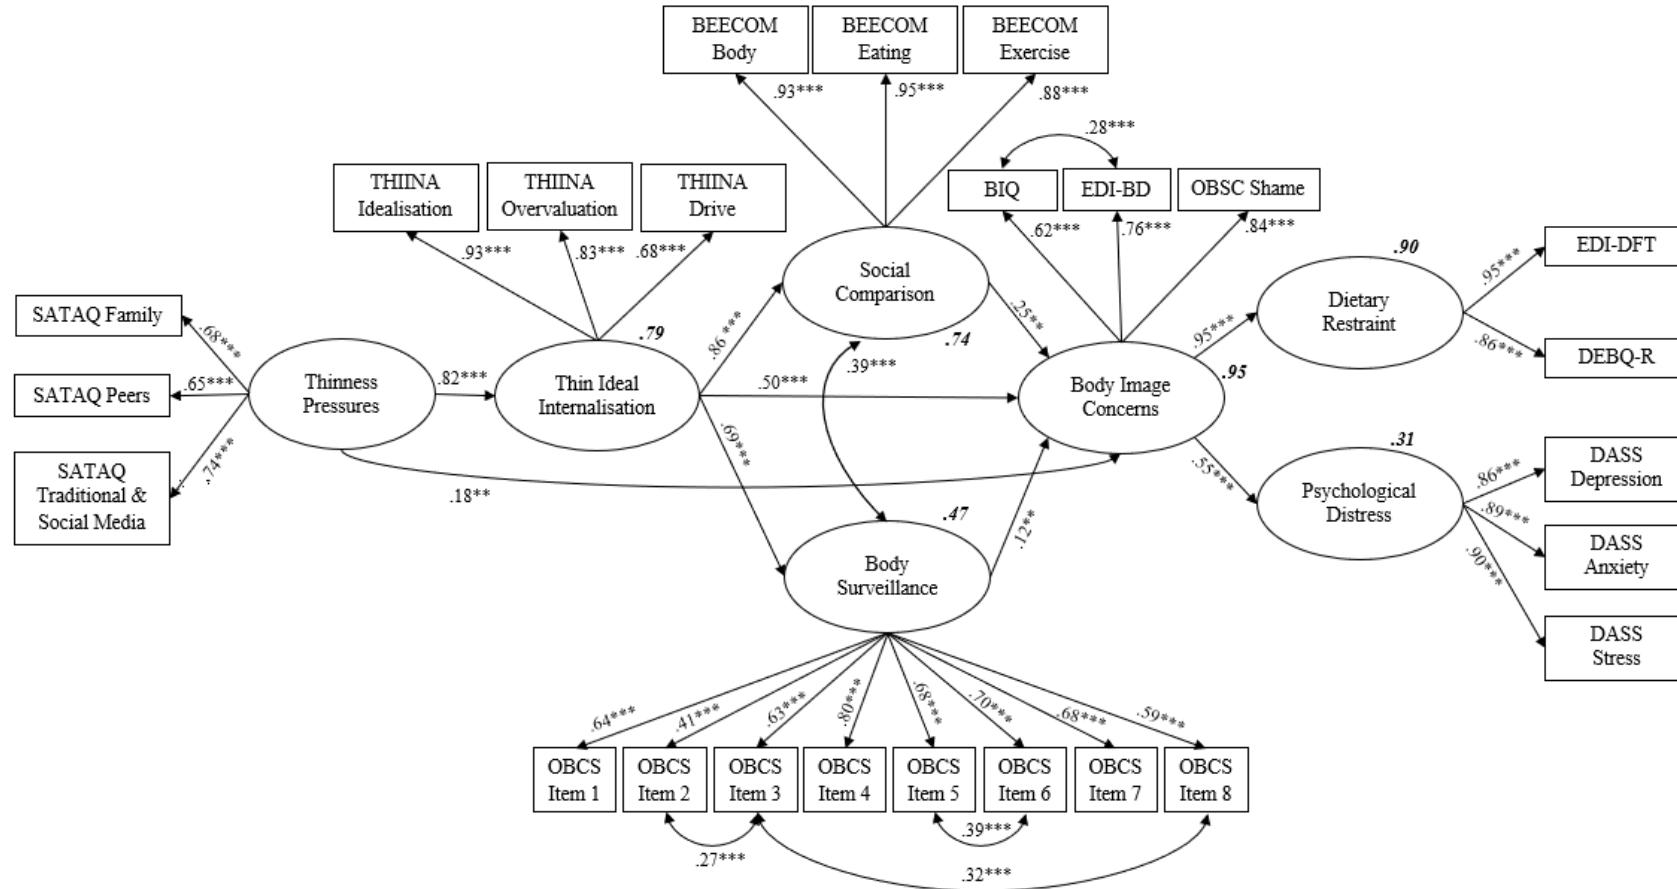 BEECOM
Body
BEECOM
Eating
BEECOM
Exercise
.93***
.95***
.88***
.28***
THIINA
Idealisation
THIINA
Overvaluation
THIINA
Drive
BIQ
EDI-BD
OBSC Shame
.93***
.83***
.68***
.62***
.76***
.84***
Social
Comparison
.74
.90
Dietary
Restraint
EDI-DFT
.95***
DEBQ-R
.86***
SATAQ Family
.68***
SATAQ Peers
.65***
SATAQ
Traditional &
Social Media
.74***
Thinness
Pressures
.82***
.79
Thin Ideal
Internalisation
.86***
.25**
.39***
.50***
.69***
.18**
.12**
Body Image
Concerns
.95
.95***
.55***
.31
Psychological
Distress
DASS
Depression
.86***
DASS
Anxiety
.89***
DASS
Stress
.90***
.47
Body
Surveillance
.64***
.41***
.63***
.80***
.68***
.70***
.68***
.59***
OBCS
Item 1
OBCS
Item 2
OBCS
Item 3
OBCS
Item 4
OBCS
Item 5
OBCS
Item 6
OBCS
Item 7
OBCS
Item 8
.27***
.39***
.32***